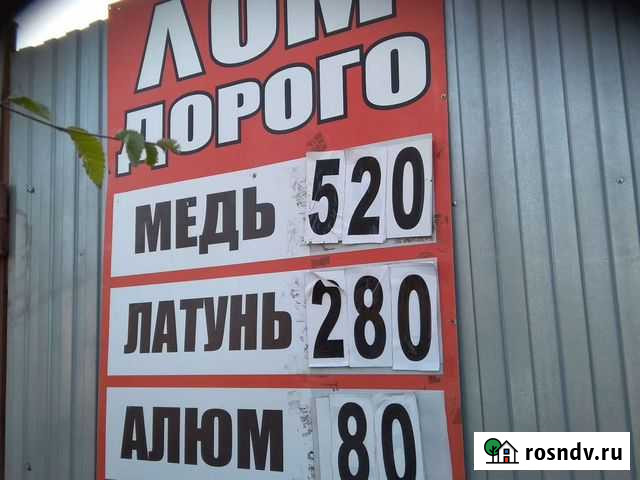 ЛОМ
ДОРОГО
МЕДЬ 520
ЛАТУНЬ 280
АЛЮМ 80
rosndv.ru